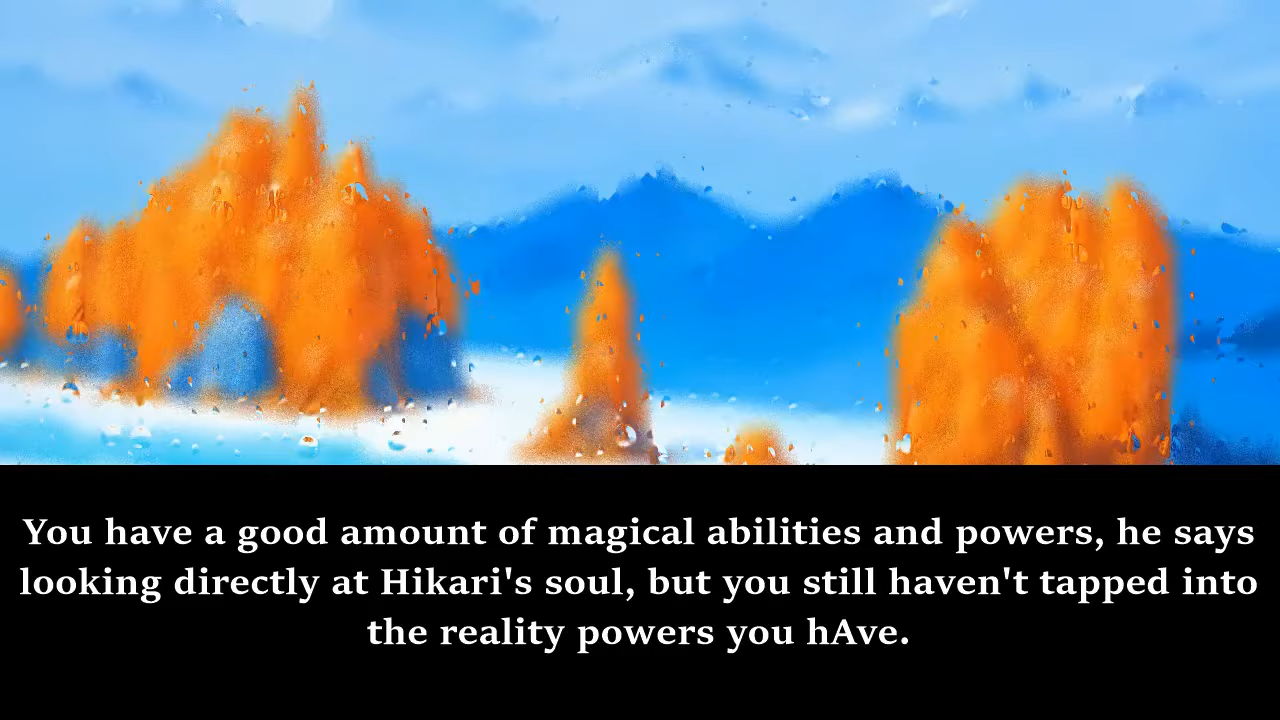 You have a good amount of magical abilities and powers, he says
looking directly at Hikari's soul, but you still haven't tapped into
the reality powers you hAve.